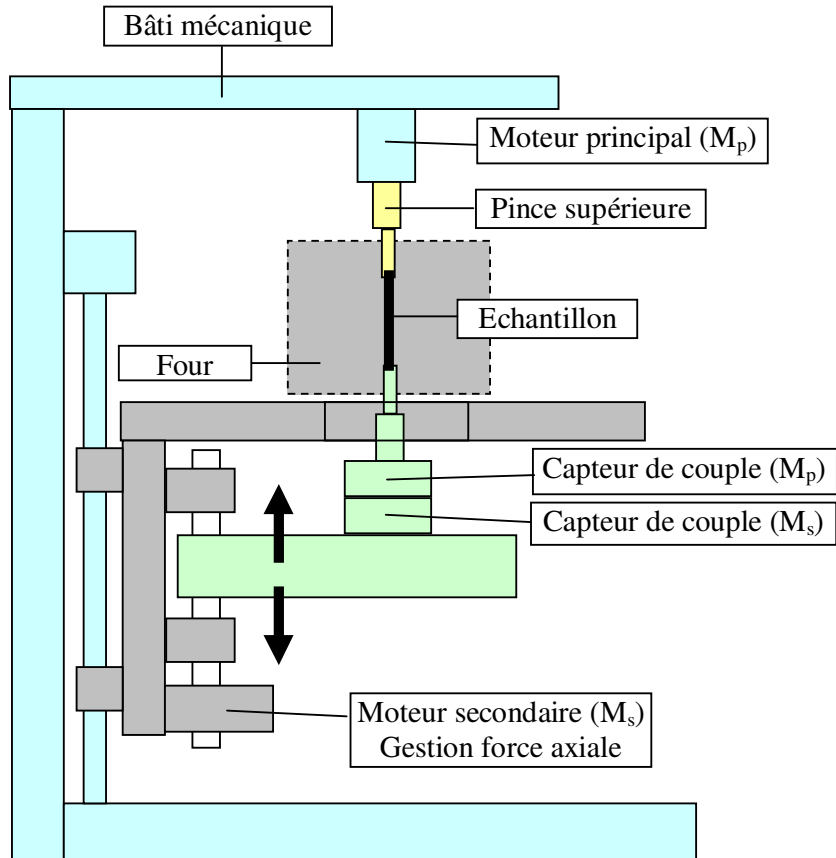 Bâti mécanique
Moteur principal (Mp)
Pince supérieure
Echantillon
Four
Capteur de couple (Mp)
Capteur de couple (Ms)
Moteur secondaire (Ms)
Gestion force axiale